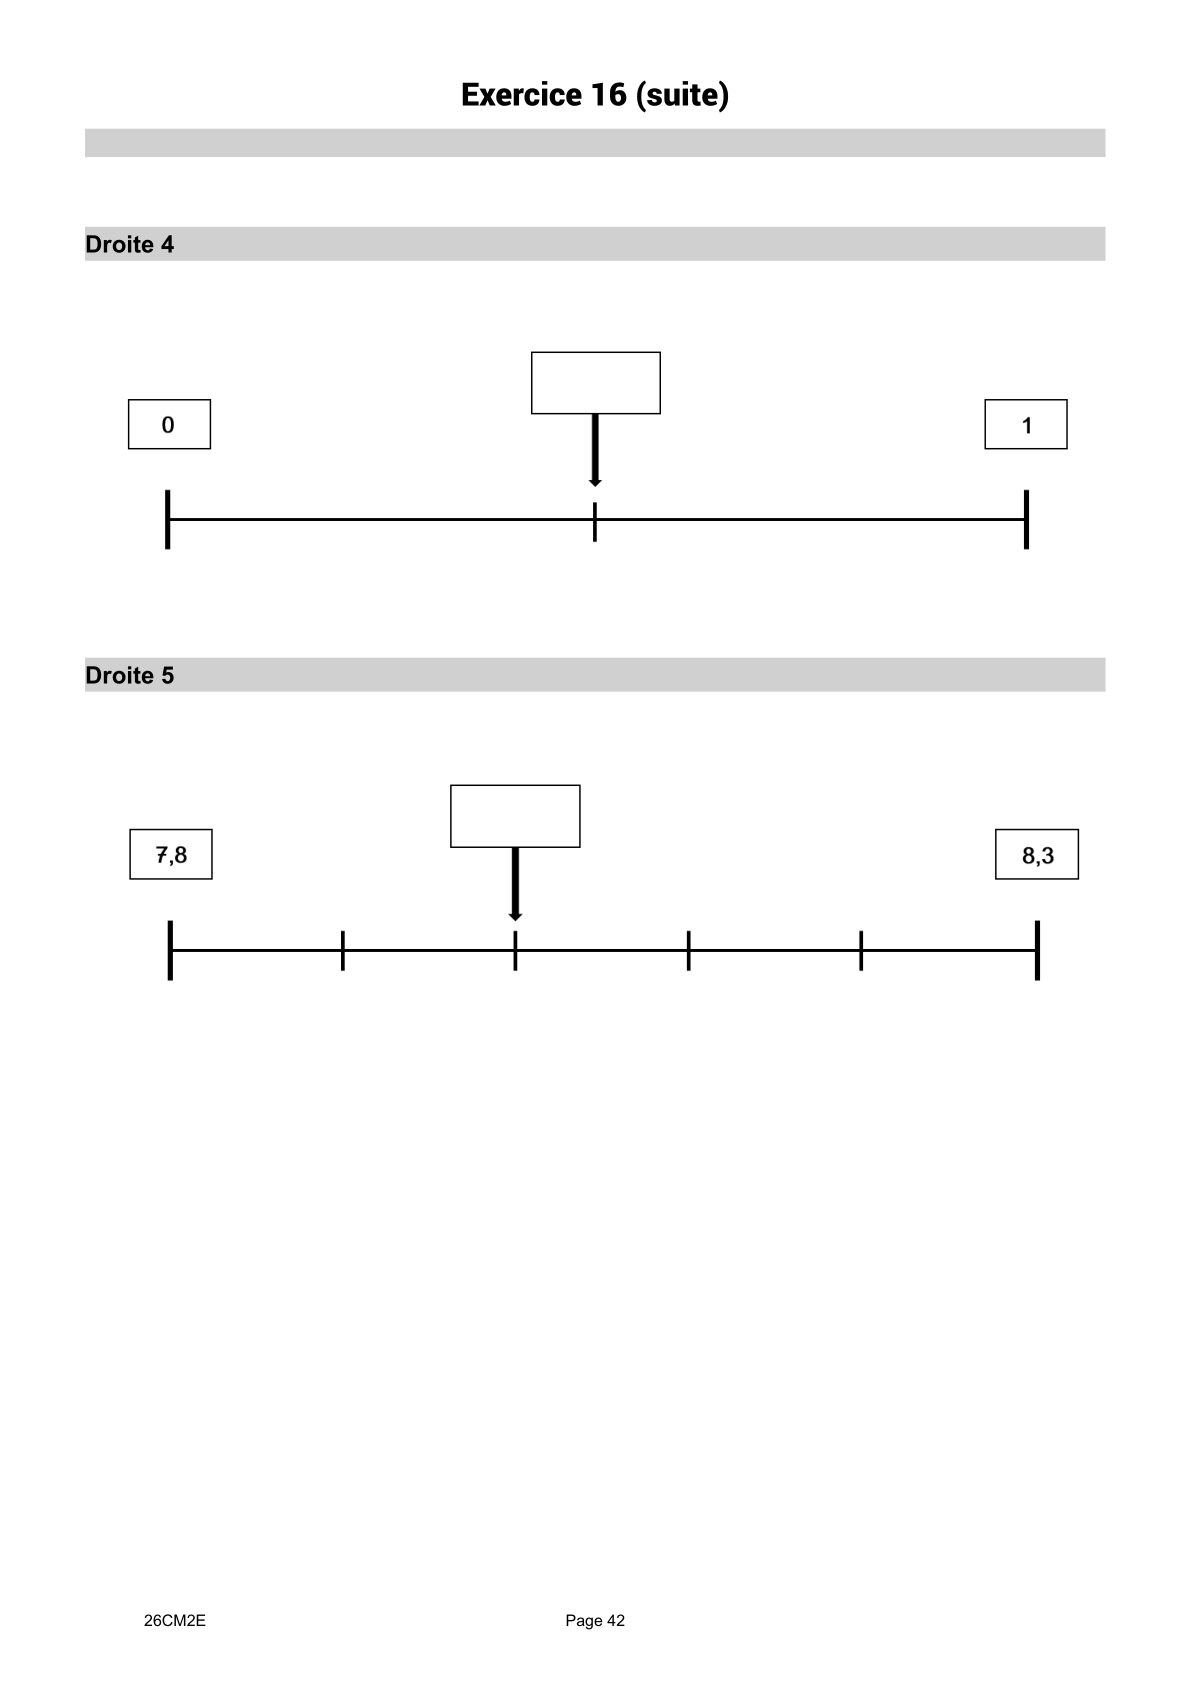 Exercice 16 (suite)
Droite 4
0
1
Droite 5
7,8
8,3
26CM2E
Page 42